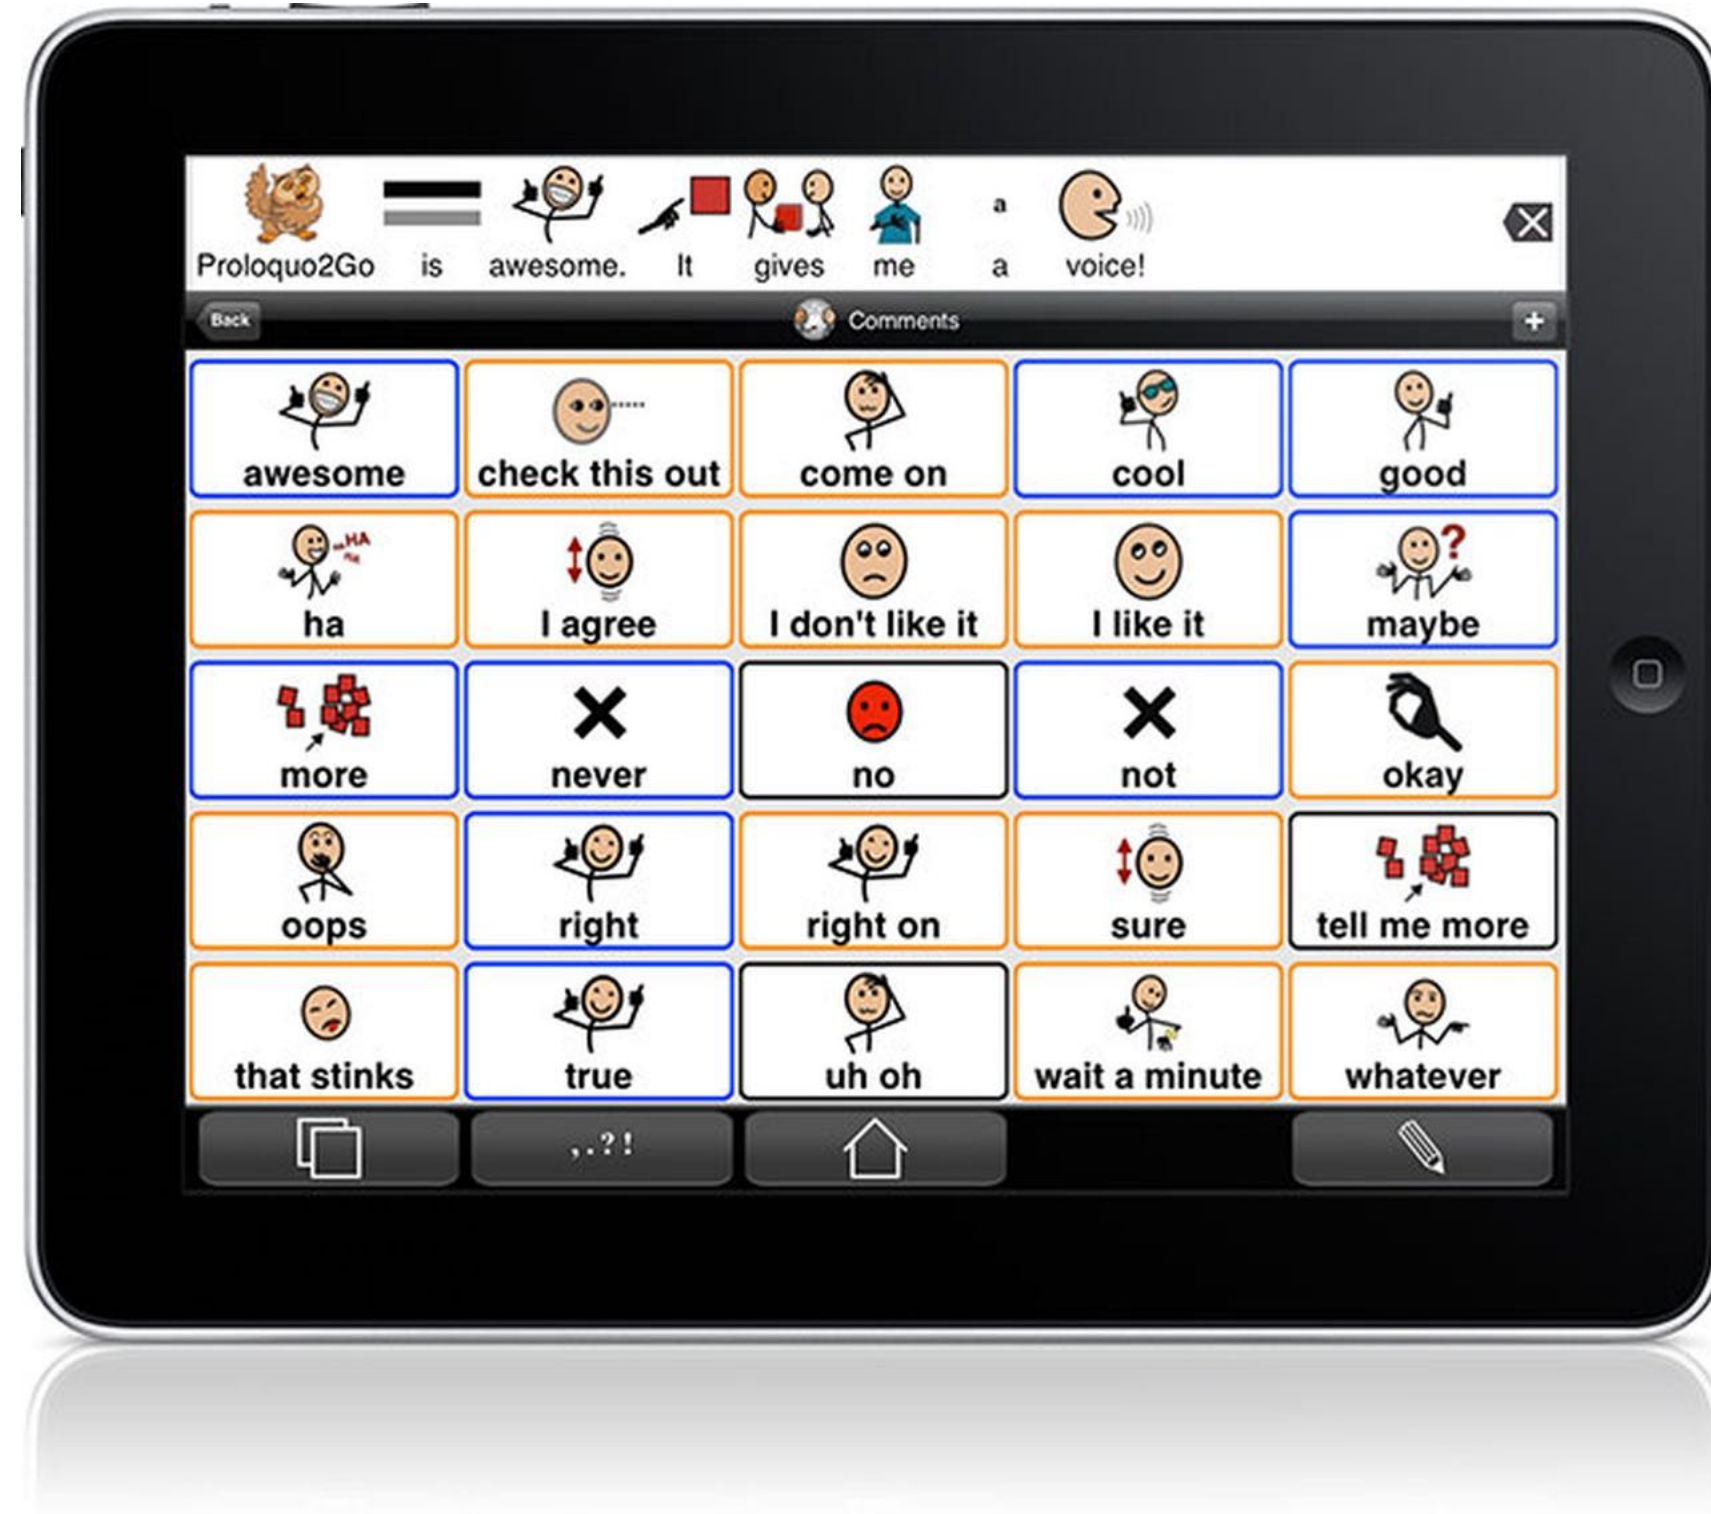 Proloquo2Go is awesome. It gives me a voice!
Back Comments +
awesome check this out come on cool good
HA
ha I agree I don't like it I like it maybe
?
more never no not okay
oops right right on sure tell me more
that stinks true uh oh wait a minute whatever
,.?!